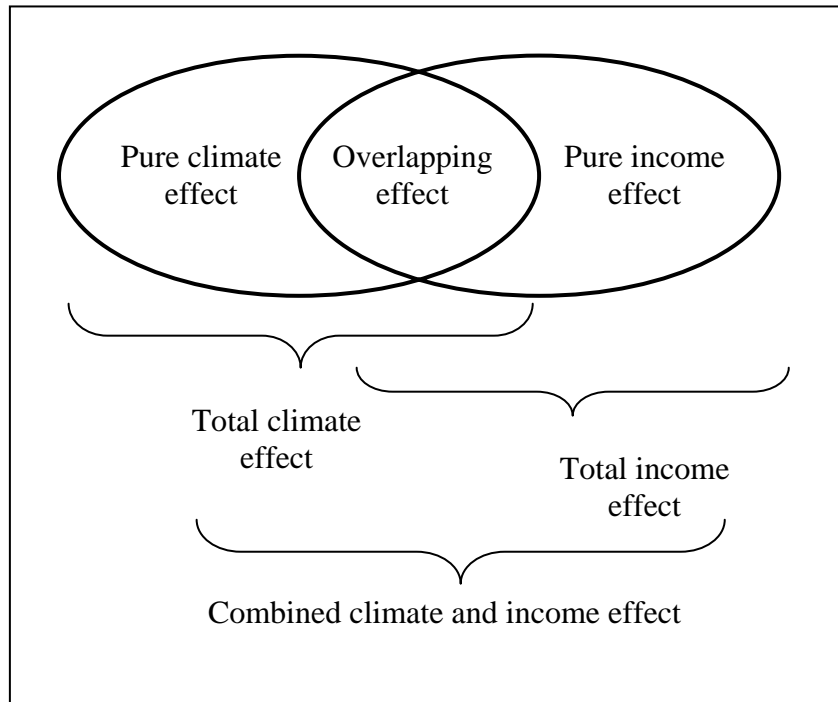 Pure climate
effect
Overlapping
effect
Pure income
effect
Total climate
effect
Total income
effect
Combined climate and income effect